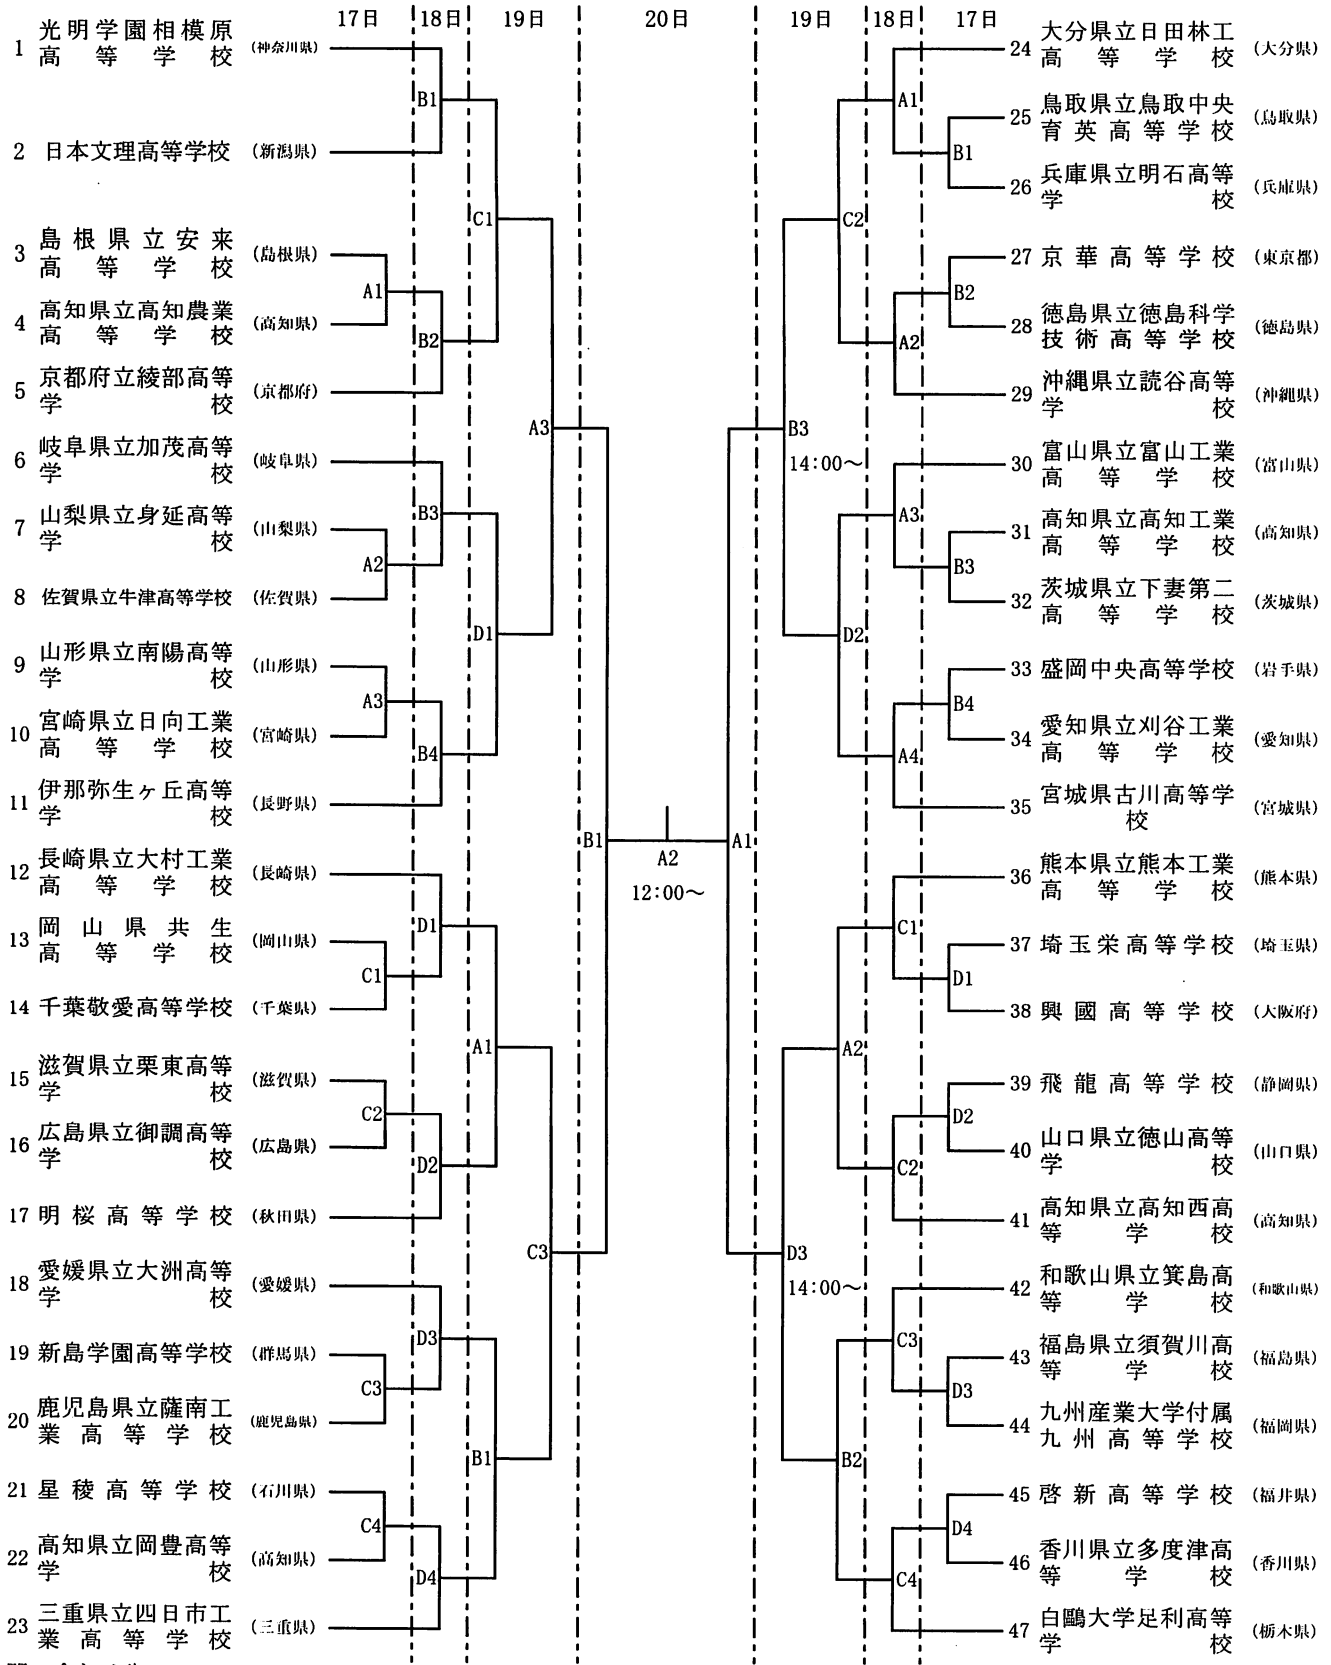 17日 18日 19日 20日 19日 18日 17日
1 光明学園相模原
高等学校 (神奈川県)
2 日本文理高等学校 (新潟県)
3 島根県立安来
高等学校 (島根県)
4 高知県立高知農業
高等学校 (高知県)
5 京都府立綾部高等
学校 (京都府)
6 岐阜県立加茂高等
学校 (岐阜県)
7 山梨県立身延高等
学校 (山梨県)
8 佐賀県立牛津高等学校 (佐賀県)
9 山形県立南陽高等
学校 (山形県)
10 宮崎県立日向工業
高等学校 (宮崎県)
11 伊那弥生ヶ丘高等
学校 (長野県)
12 長崎県立大村工業
高等学校 (長崎県)
13 岡山県共生
高等学校 (岡山県)
14 千葉敬愛高等学校 (千葉県)
15 滋賀県立栗東高等
学校 (滋賀県)
16 広島県立御調高等
学校 (広島県)
17 明桜高等学校 (秋田県)
18 愛媛県立大洲高等
学校 (愛媛県)
19 新島学園高等学校 (群馬県)
20 鹿児島県立薩南工
業高等学校 (鹿児島県)
21 星稜高等学校 (石川県)
22 高知県立岡豊高等
学校 (高知県)
23 三重県立四日市工
業高等学校 (三重県)
A1
A2
A3
C1
C2
C3
C4
B1
B2
B3
B4
D1
D2
D3
D4
C1
D1
A1
B1
A3
C3
B1
A2
12:00～
A1
B3
14:00～
D3
14:00～
C2
D2
A2
B2
A1
A2
A3
A4
C1
C2
C3
C4
B1
B2
B3
B4
D1
D2
D3
D4
24 大分県立日田林工
高等学校 (大分県)
25 鳥取県立鳥取中央
育英高等学校 (鳥取県)
26 兵庫県立明石高等
学校 (兵庫県)
27 京華高等学校 (東京都)
28 徳島県立徳島科学
技術高等学校 (徳島県)
29 沖縄県立読谷高等
学校 (沖縄県)
30 富山県立富山工業
高等学校 (富山県)
31 高知県立高知工業
高等学校 (高知県)
32 茨城県立下妻第二
高等学校 (茨城県)
33 盛岡中央高等学校 (岩手県)
34 愛知県立刈谷工業
高等学校 (愛知県)
35 宮城県古川高等学
校 (宮城県)
36 熊本県立熊本工業
高等学校 (熊本県)
37 埼玉栄高等学校 (埼玉県)
38 興國高等学校 (大阪府)
39 飛龍高等学校 (静岡県)
40 山口県立徳山高等
学校 (山口県)
41 高知県立高知西高
等学校 (高知県)
42 和歌山県立箕島高
等学校 (和歌山県)
43 福島県立須賀川高
等学校 (福島県)
44 九州産業大学付属
九州高等学校 (福岡県)
45 啓新高等学校 (福井県)
46 香川県立多度津高
等学校 (香川県)
47 白鷗大学足利高等
学校 (栃木県)